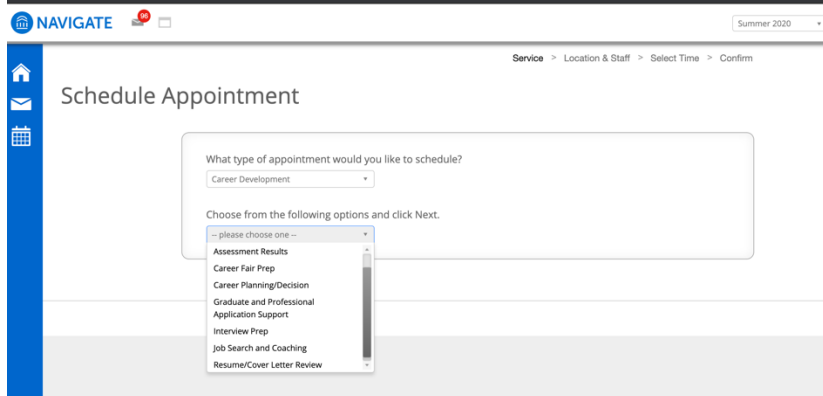 NAVIGATE
96
Summer 2020
Service > Location & Staff > Select Time > Confirm
Schedule Appointment
What type of appointment would you like to schedule?
Career Development
Choose from the following options and click Next.
-- please choose one --
Assessment Results
Career Fair Prep
Career Planning/Decision
Graduate and Professional
Application Support
Interview Prep
Job Search and Coaching
Resume/Cover Letter Review